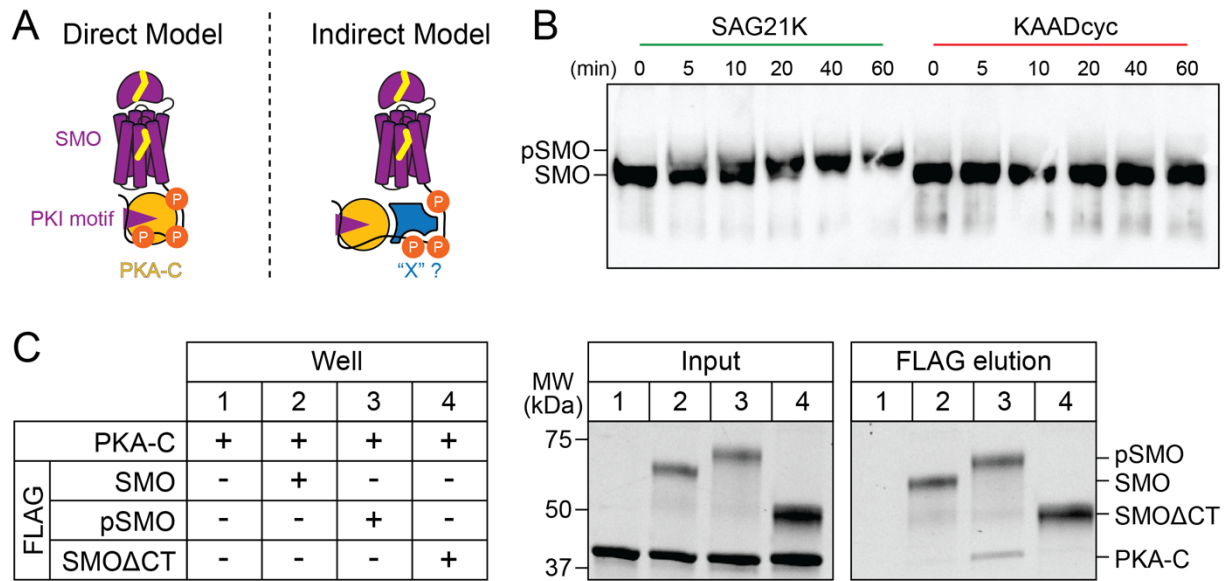 A
Direct Model
Indirect Model
SMO
PKI motif
PKA-C
P
P
P
P
P
P
"X" ?
B
SAG21K
KAADcyc
(min) 0 5 10 20 40 60 0 5 10 20 40 60
pSMO
SMO
C
Well
1 2 3 4
PKA-C + + + +
FLAG
SMO - + - -
pSMO - - + -
SMOΔCT - - - +
MW
(kDa)
Input
1 2 3 4
75
50
37
FLAG elution
1 2 3 4
pSMO
SMO
SMOΔCT
PKA-C